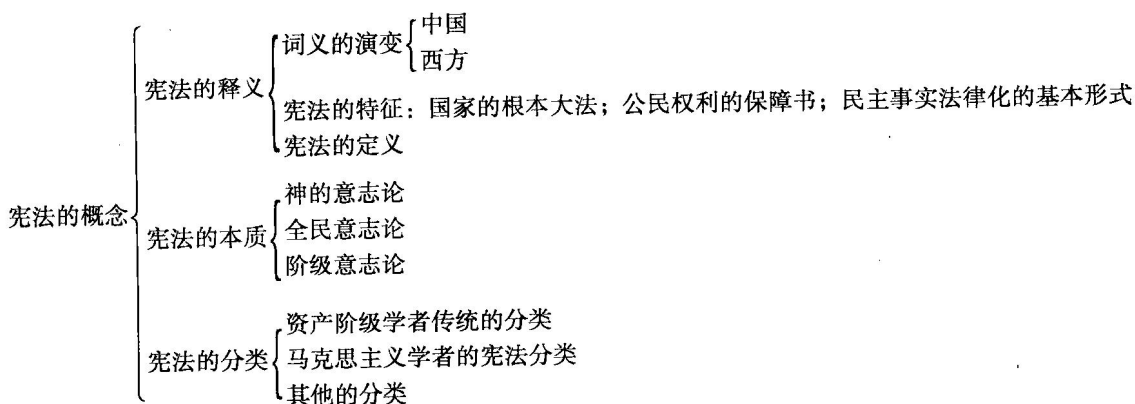 宪法的概念
宪法的释义
词义的演变
中国
西方
宪法的特征：国家的根本大法；公民权利的保障书；民主事实法律化的基本形式
宪法的定义
宪法的本质
神的意志论
全民意志论
阶级意志论
宪法的分类
资产阶级学者传统的分类
马克思主义学者的宪法分类
其他的分类